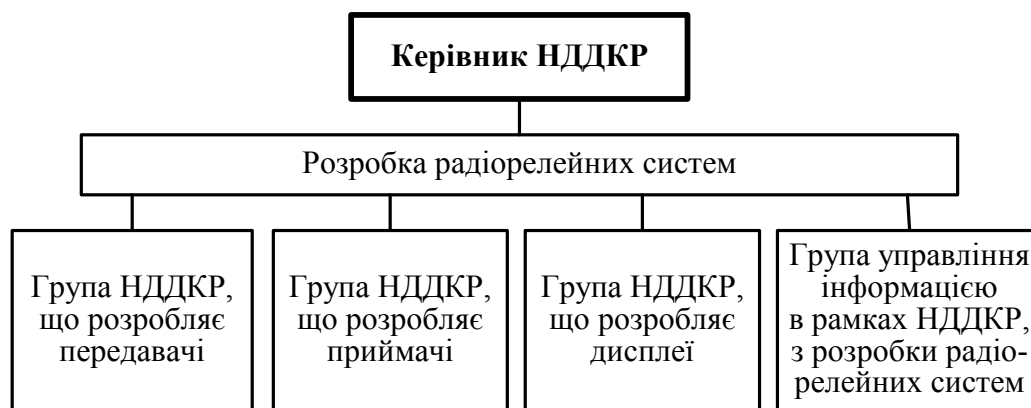 Керівник НДДКР
Розробка радіорелейних систем
Група НДДКР,
що розробляє
передавачі
Група НДДКР,
що розробляє
приймачі
Група НДДКР,
що розробляє
дисплеї
Група управління
інформацією
в рамках НДДКР,
з розробки радіо-
релейних систем